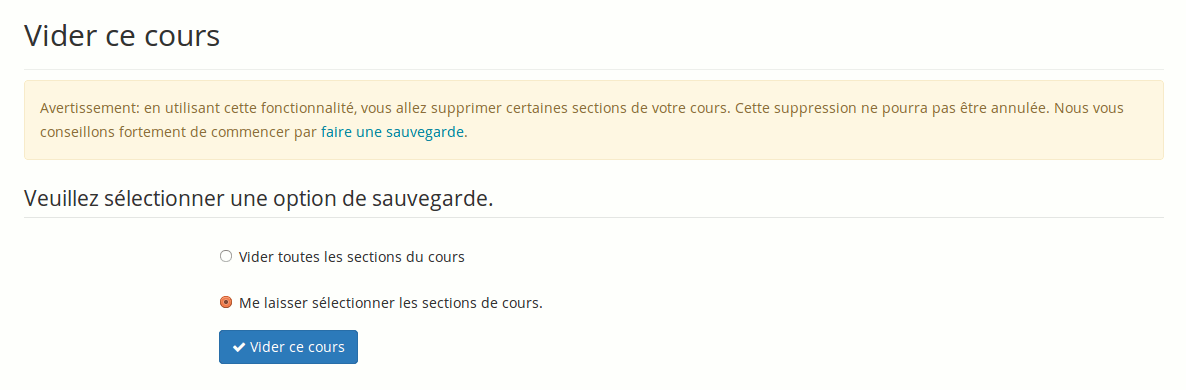 Vider ce cours
Avertissement: en utilisant cette fonctionnalité, vous allez supprimer certaines sections de votre cours. Cette suppression ne pourra pas être annulée. Nous vous
conseillons fortement de commencer par faire une sauvegarde.
Veuillez sélectionner une option de sauvegarde.
Vider toutes les sections du cours
Me laisser sélectionner les sections de cours.
Vider ce cours